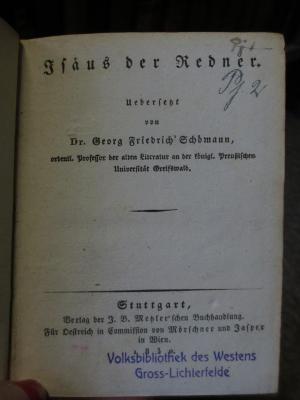 Isäus der Redner.
Uebersetzt
von
Dr. Georg Friedrich Schömann,
ordentl. Professor der alten Literatur an der königl. Preußischen
Universität Greifswald.
Stuttgart,
Verlag der J. B. Metzler'schen Buchhandlung.
Für Oestreich in Commission von Mörschner und Jasper
in Wien.
Volksbibliothek des Westens
Gross-Lichterfelde